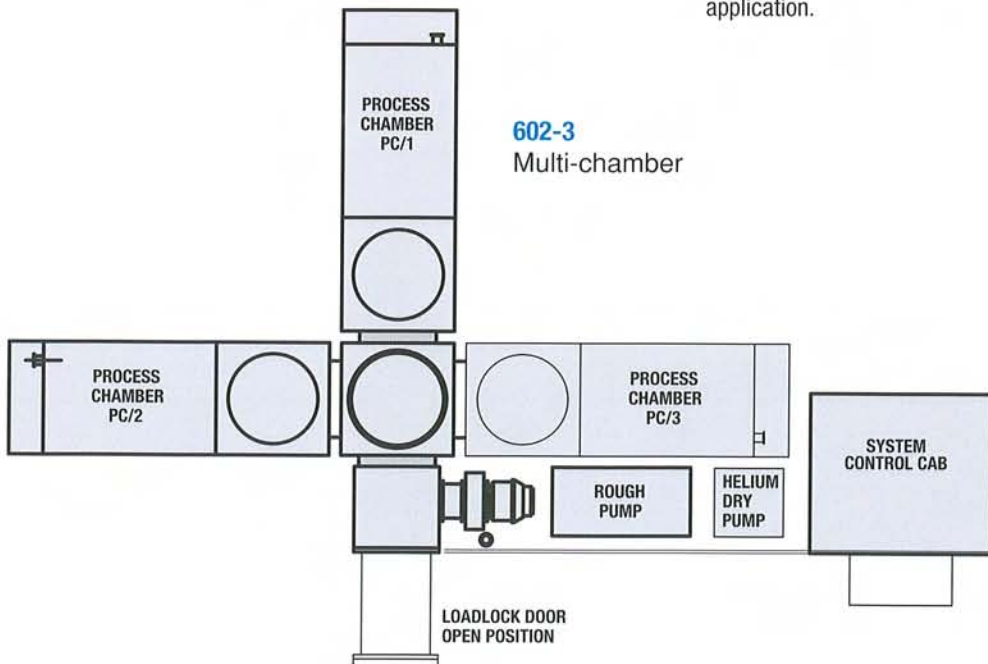 application.
PROCESS
CHAMBER
PC/1
602-3
Multi-chamber
PROCESS
CHAMBER
PC/2
PROCESS
CHAMBER
PC/3
SYSTEM
CONTROL CAB
ROUGH
PUMP
HELIUM
DRY
PUMP
LOADLOCK DOOR
OPEN POSITION